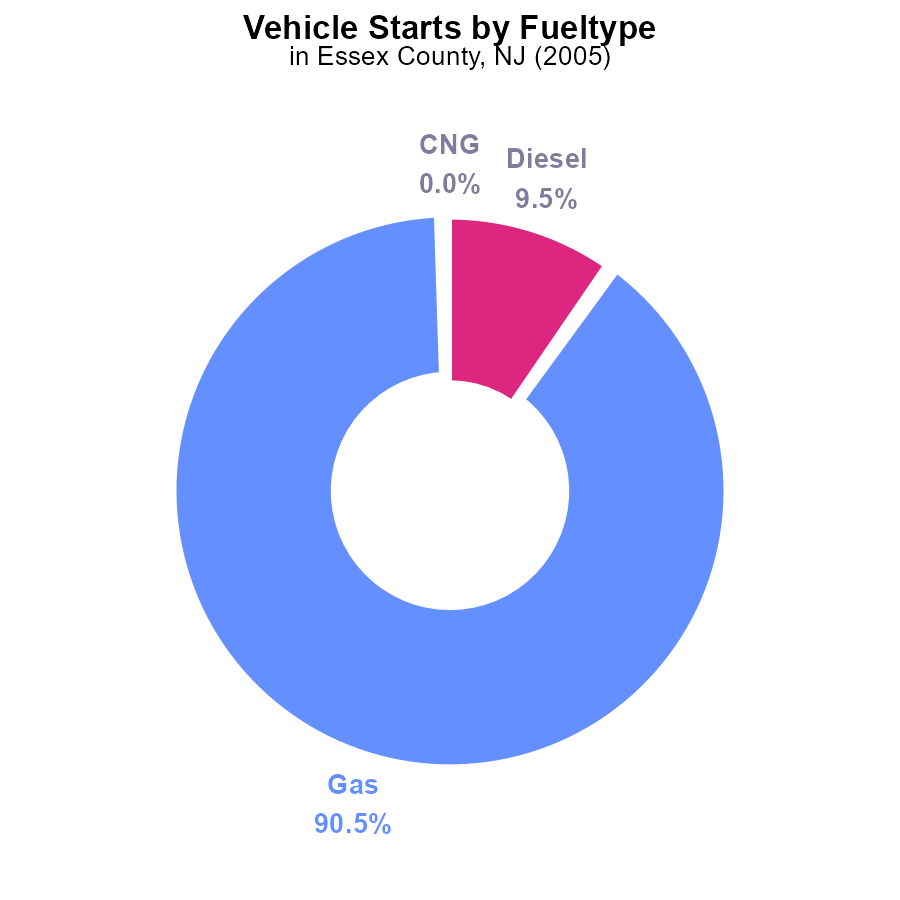 Vehicle Starts by Fueltype
in Essex County, NJ (2005)
CNG
0.0%
Diesel
9.5%
Gas
90.5%